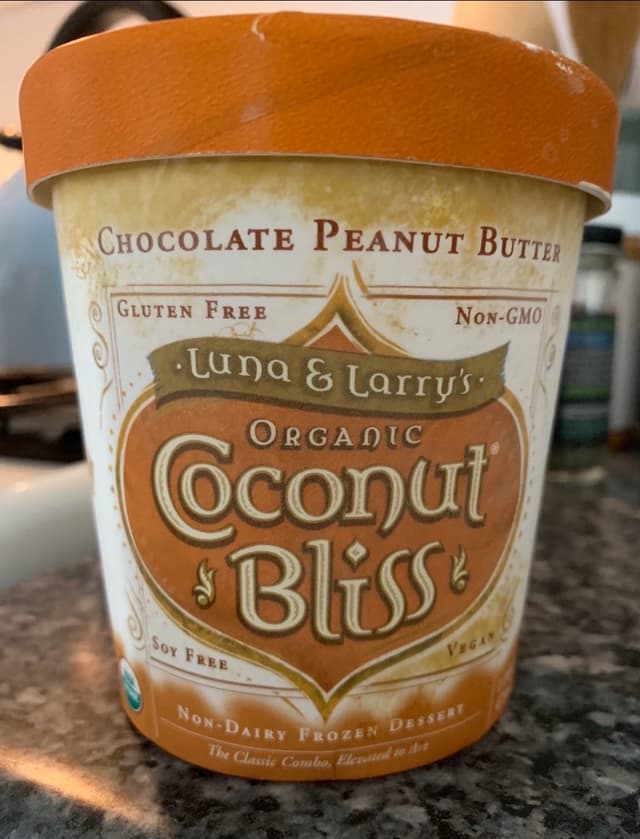 Chocolate Peanut Butter
Gluten Free
Non-GMO
Luna & Larry's
Organic
Coconut®
Bliss
Soy Free
Vegan
Non-Dairy Frozen Dessert
The Classic Combo, Elevated to Art